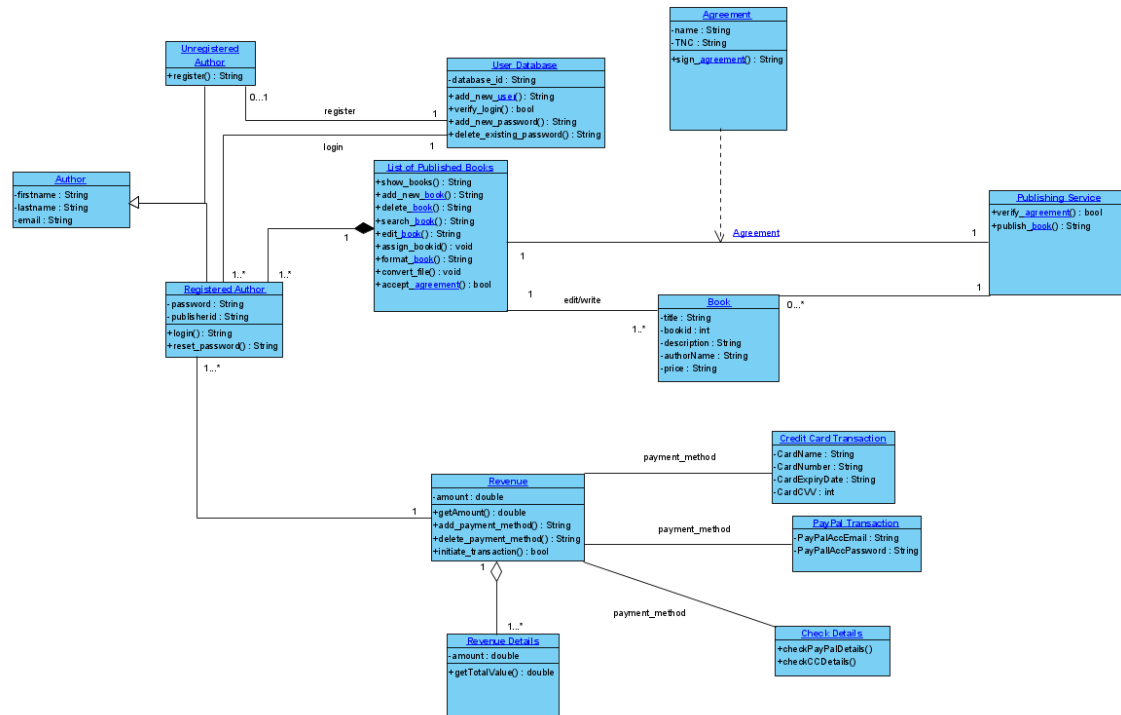 Agreement
-name : String
-TNC : String
+sign_agreement() : String
Unregistered
Author
+register() : String
0...1
register
1
User Database
-database_id : String
+add_new_user() : String
+verify_login() : bool
+add_new_password() : String
+delete_existing_password() : String
login
1
Author
-firstname : String
-lastname : String
-email : String
List of Published Books
+show_books() : String
+add_new_book() : String
+delete_book() : String
+search_book() : String
+edit_book() : String
+assign_bookid() : void
+format_book() : String
+convert_file() : void
+accept_agreement() : bool
1
1..*
1..*
1
Agreement
1
Publishing Service
+verify_agreement() : bool
+publish_book() : String
Registered Author
-password : String
-publisherid : String
+login() : String
+reset_password() : String
1...*
1
edit/write
1..*
Book
-title : String
-bookid : int
-description : String
-authorName : String
-price : String
0...*
1
Revenue
-amount : double
+getAmount() : double
+add_payment_method() : String
+delete_payment_method() : String
+initiate_transaction() : bool
1
payment_method
Credit Card Transaction
-CardName : String
-CardNumber : String
-CardExpiryDate : String
-CardCVV : int
payment_method
PayPal Transaction
-PayPalAccEmail : String
-PayPallAccPassword : String
payment_method
Check Details
+checkPayPalDetails()
+checkCCDetails()
1
1...*
Revenue Details
-amount : double
+getTotalValue() : double